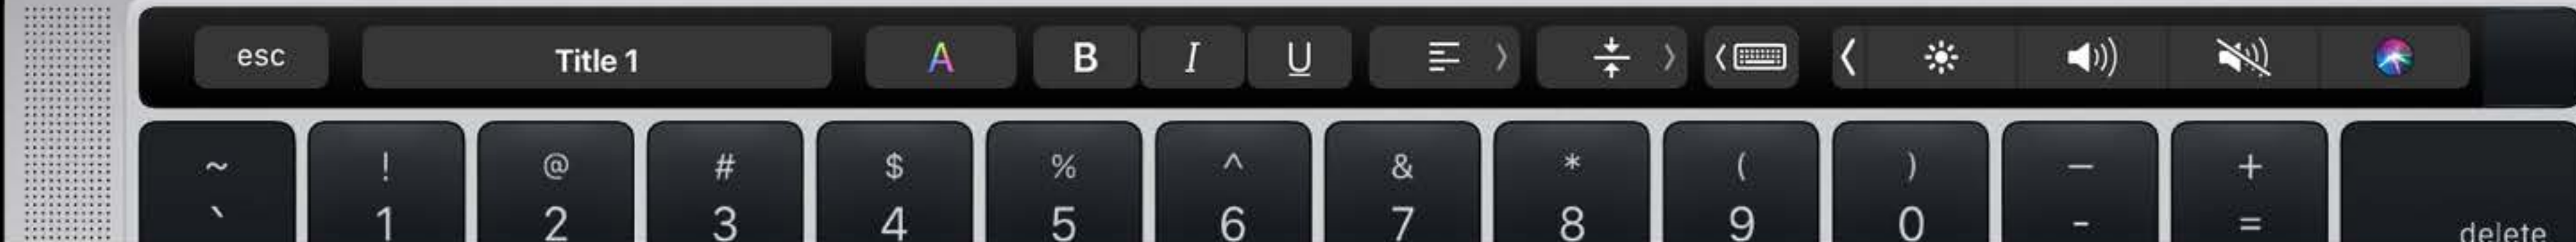 esc Title 1 A B I U
~ ! @ # $ % ^ & * ( ) — +
` 1 2 3 4 5 6 7 8 9 0 - = delete